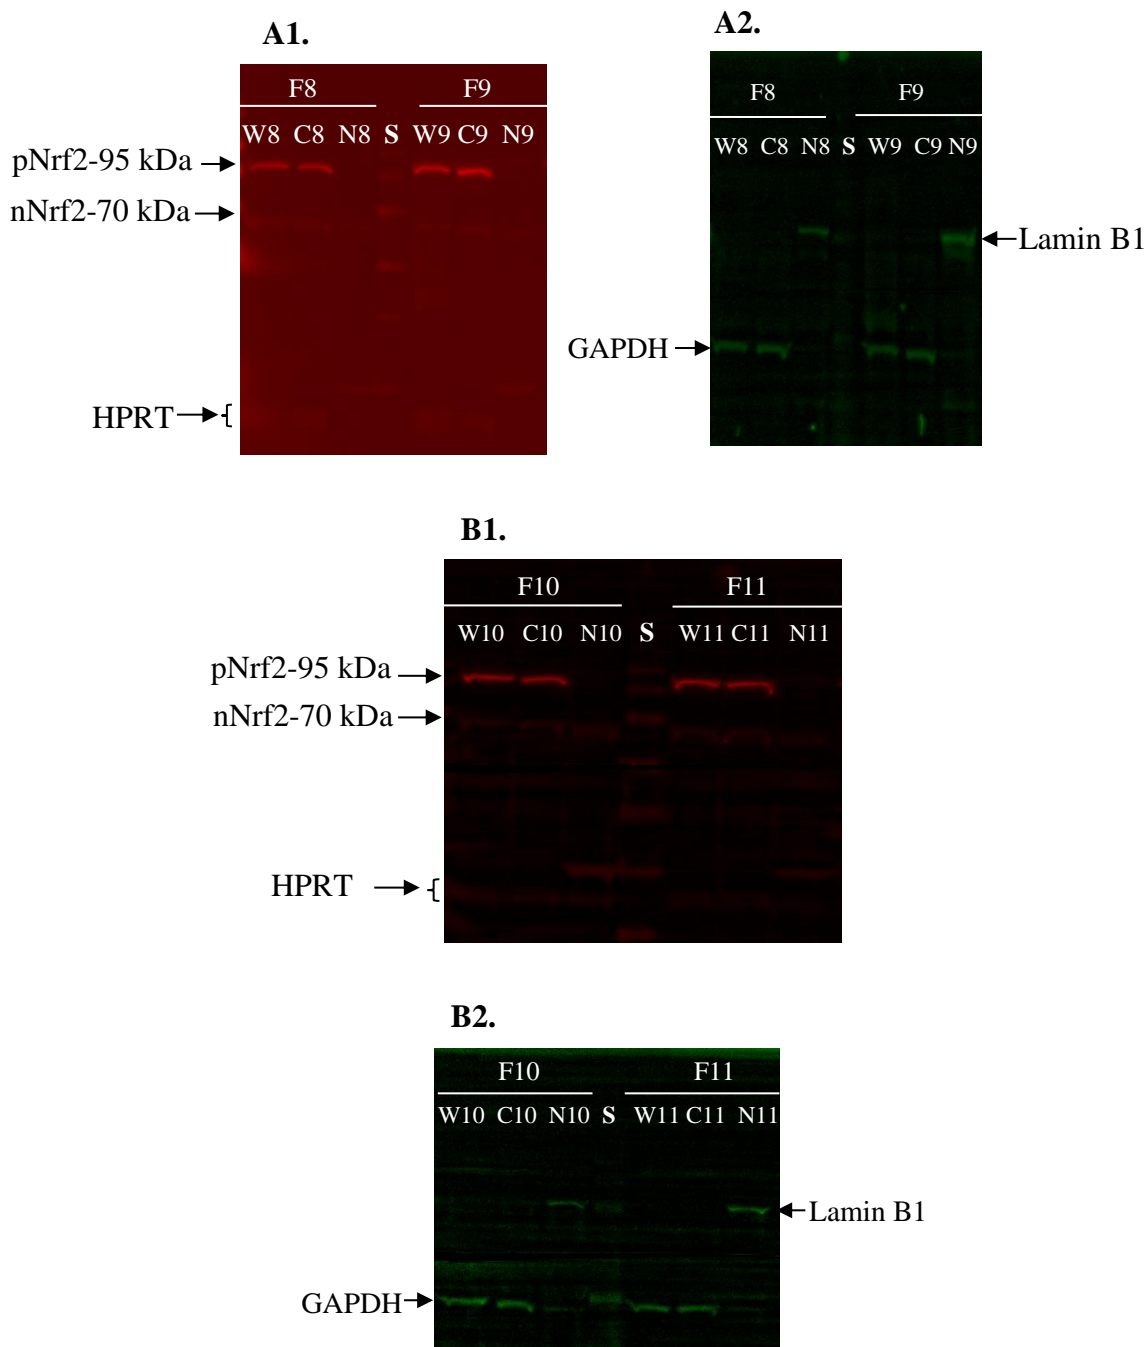 A1.
F8 F9
W8 C8 N8 S W9 C9 N9
pNrf2-95 kDa
nNrf2-70 kDa
HPRT
A2.
F8 F9
W8 C8 N8 S W9 C9 N9
Lamin B1
GAPDH
B1.
F10 F11
W10 C10 N10 S W11 C11 N11
pNrf2-95 kDa
nNrf2-70 kDa
HPRT
B2.
F10 F11
W10 C10 N10 S W11 C11 N11
Lamin B1
GAPDH